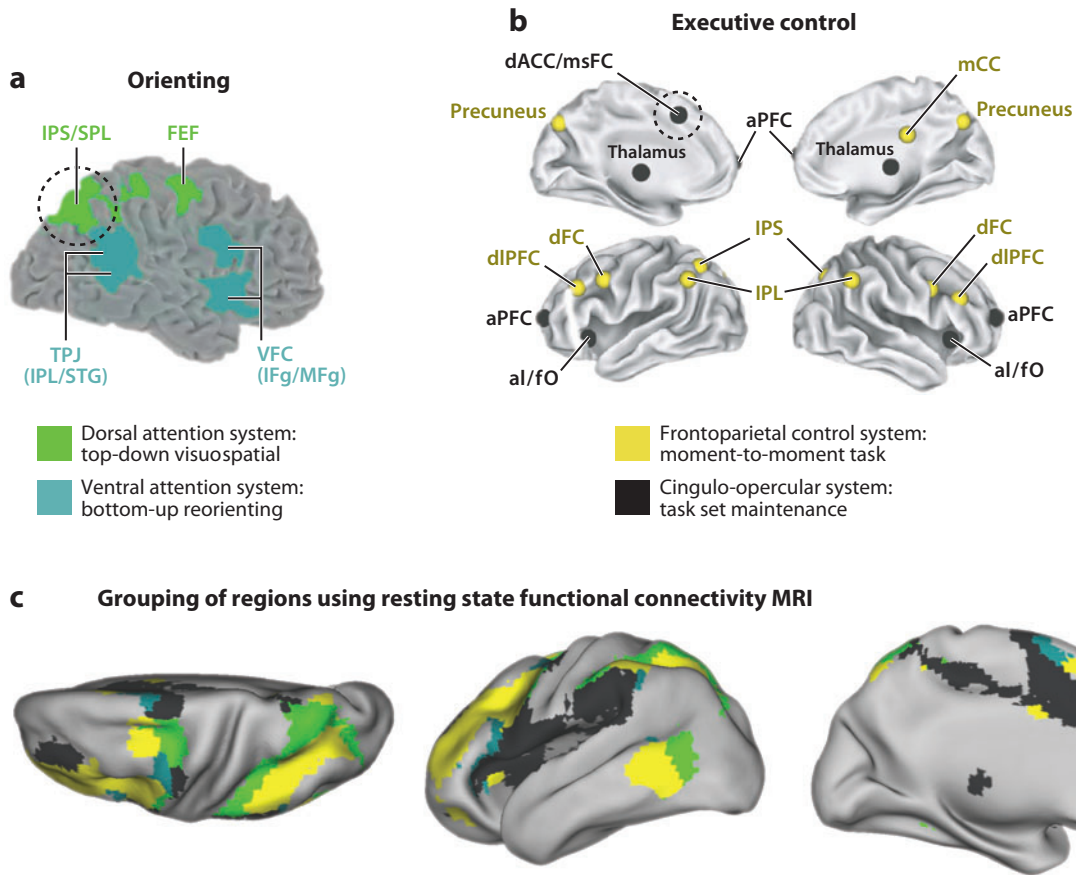 a
Orienting
IPS/SPL
FEF
TPJ
(IPL/STG)
VFC
(IFg/MFg)
Dorsal attention system:
top-down visuospatial
Ventral attention system:
bottom-up reorienting
b
Executive control
dACC/msFC
mCC
Precuneus
aPFC
Precuneus
Thalamus
Thalamus
dFC
IPS
dFC
dlPFC
IPL
dlPFC
aPFC
aPFC
aI/fO
aI/fO
Frontoparietal control system:
moment-to-moment task
Cingulo-opercular system:
task set maintenance
c
Grouping of regions using resting state functional connectivity MRI